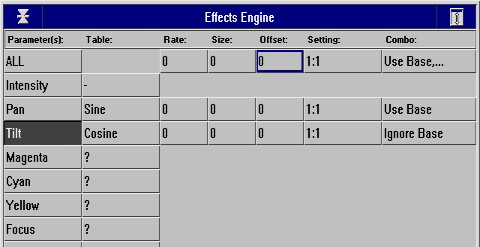 Effects Engine
Parameter(s): Table: Rate: Size: Offset: Setting: Combo:
ALL 0 0 0 1:1 Use Base,...
Intensity -
Pan Sine 0 0 0 1:1 Use Base
Tilt Cosine 0 0 0 1:1 Ignore Base
Magenta ?
Cyan ?
Yellow ?
Focus ?